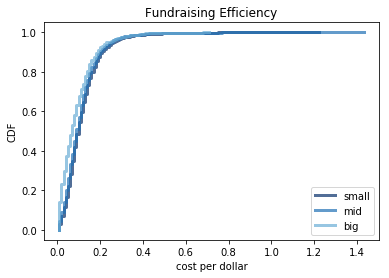 Fundraising Efficiency
1.0
0.8
0.6
0.4
0.2
0.0
CDF
small
mid
big
0.0 0.2 0.4 0.6 0.8 1.0 1.2 1.4
cost per dollar